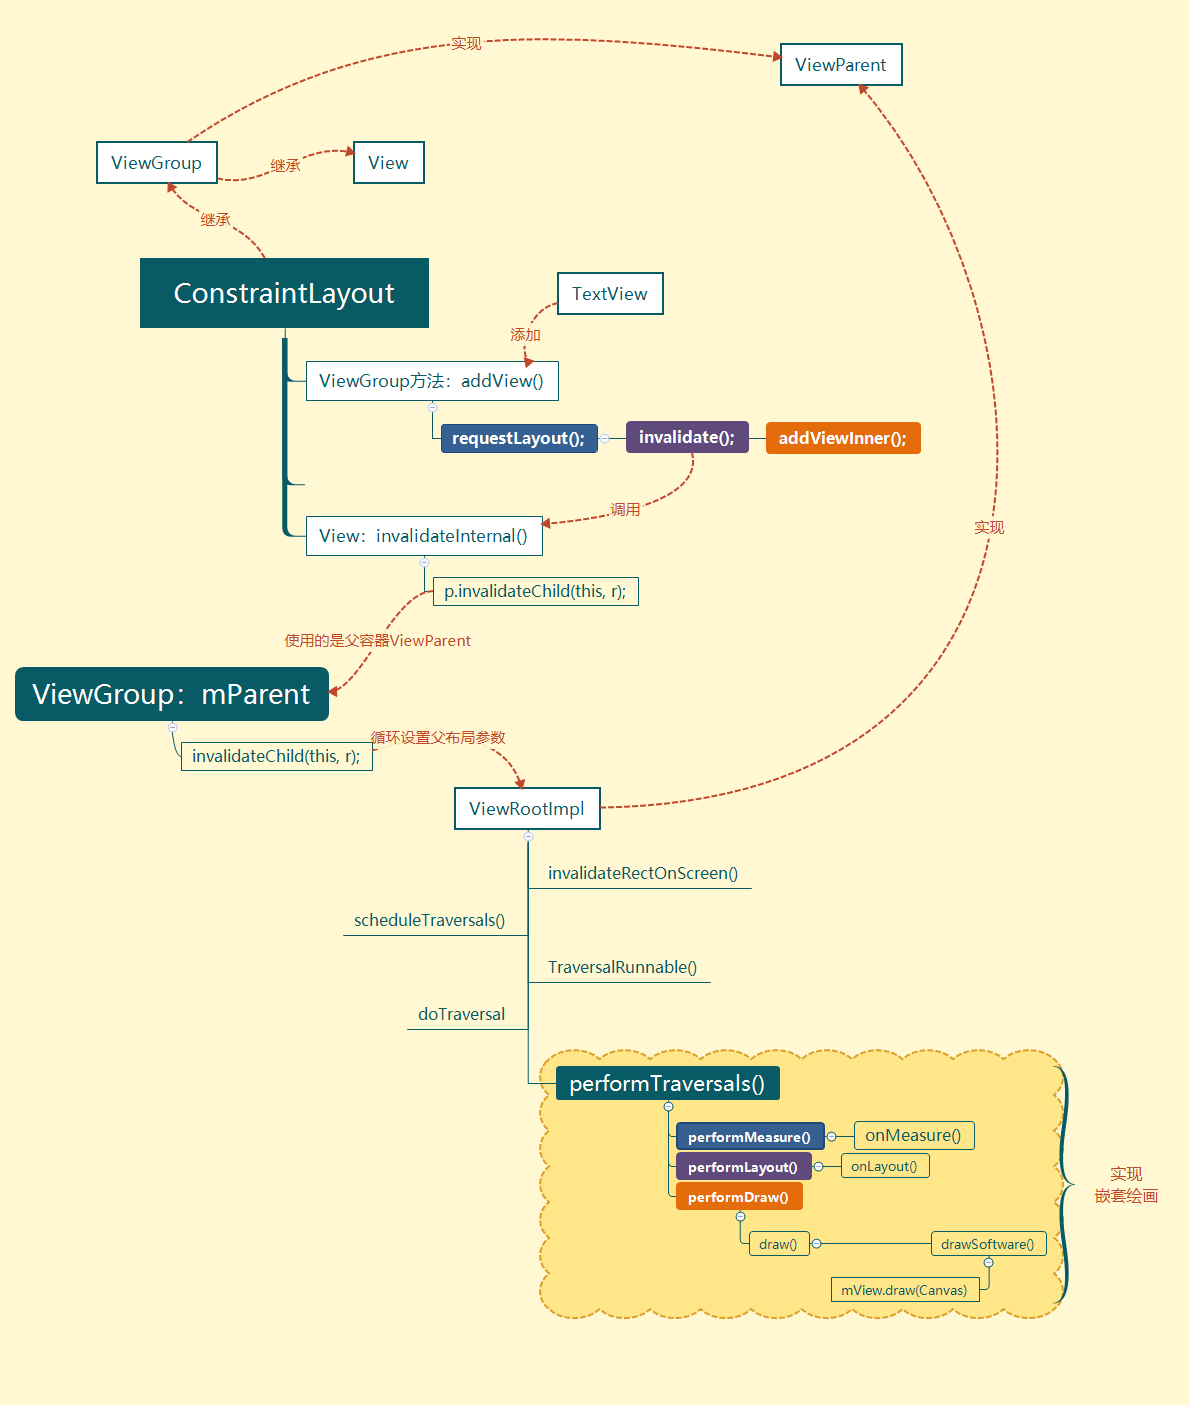 实现
ViewParent
ViewGroup
继承
View
继承
ConstraintLayout
TextView
添加
ViewGroup方法：addView()
requestLayout();
invalidate();
addViewInner();
调用
View：invalidateInternal()
实现
p.invalidateChild(this, r);
使用的是父容器ViewParent
ViewGroup：mParent
循环设置父布局参数
invalidateChild(this, r);
ViewRootImpl
invalidateRectOnScreen()
scheduleTraversals()
TraversalRunnable()
doTraversal
performTraversals()
performMeasure()
onMeasure()
performLayout()
onLayout()
performDraw()
实现
嵌套绘画
draw()
drawSoftware()
mView.draw(Canvas)